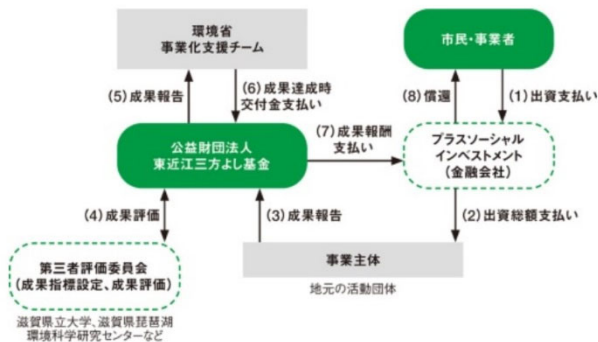 環境省
事業化支援チーム
市民・事業者
(5)成果報告
(6)成果達成時
交付金支払い
(8)償還
(1)出資支払い
公益財団法人
東近江三方よし基金
(7)成果報酬
支払い
プラスソーシャル
インベストメント
(金融会社)
(4)成果評価
(3)成果報告
(2)出資総額支払い
第三者評価委員会
(成果指標設定、成果評価)
事業主体
地元の活動団体
滋賀県立大学、滋賀県琵琶湖
環境科学研究センターなど